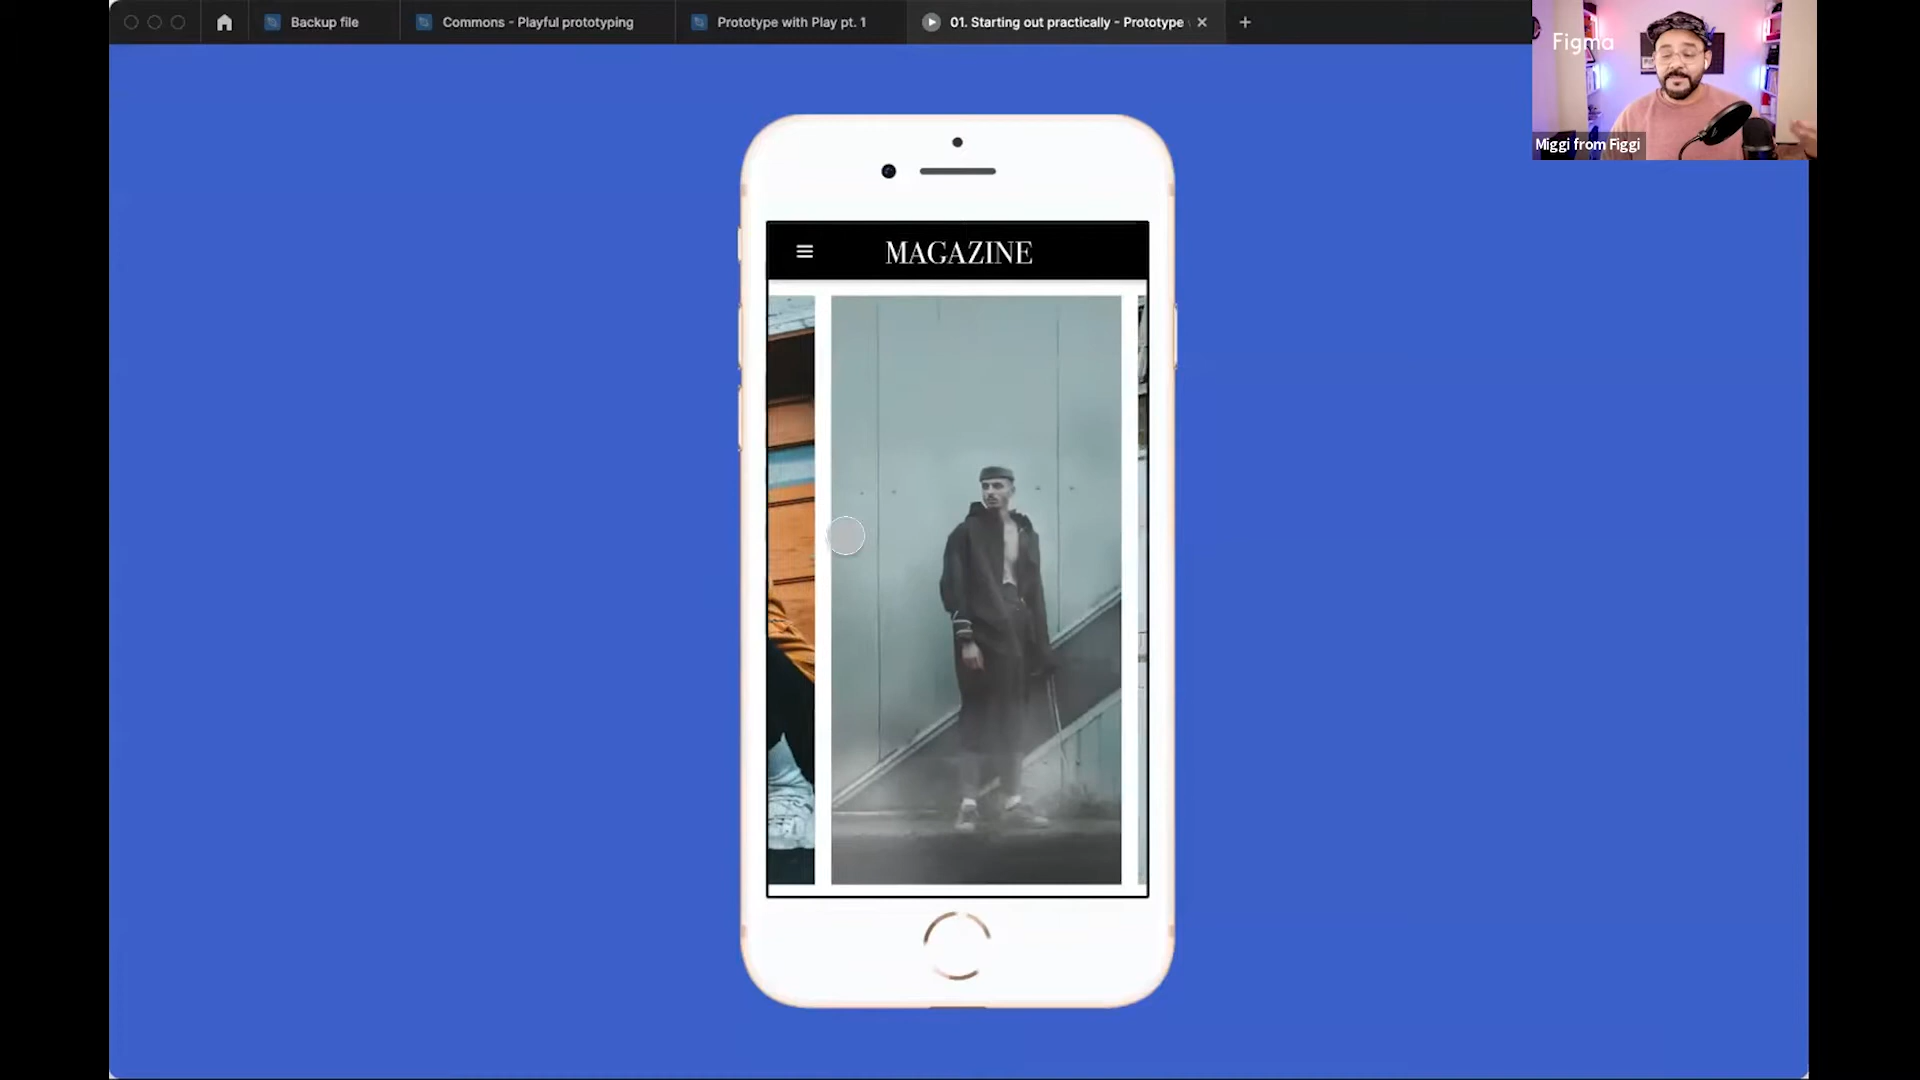 Backup file
Commons - Playful prototyping
Prototype with Play pt. 1
01. Starting out practically - Prototype
Figma
Miggi from Figgi
MAGAZINE